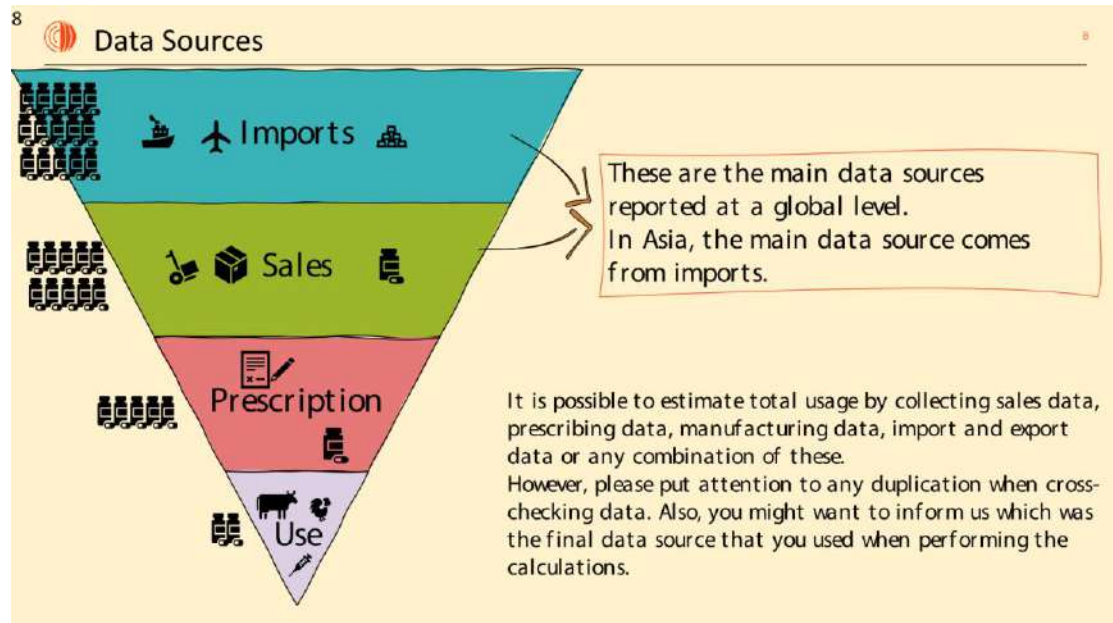 8
Data Sources
8
Imports
Sales
Prescription
Use
These are the main data sources
reported at a global level.
In Asia, the main data source comes
from imports.
It is possible to estimate total usage by collecting sales data,
prescribing data, manufacturing data, import and export
data or any combination of these.
However, please put attention to any duplication when cross-
checking data. Also, you might want to inform us which was
the final data source that you used when performing the
calculations.